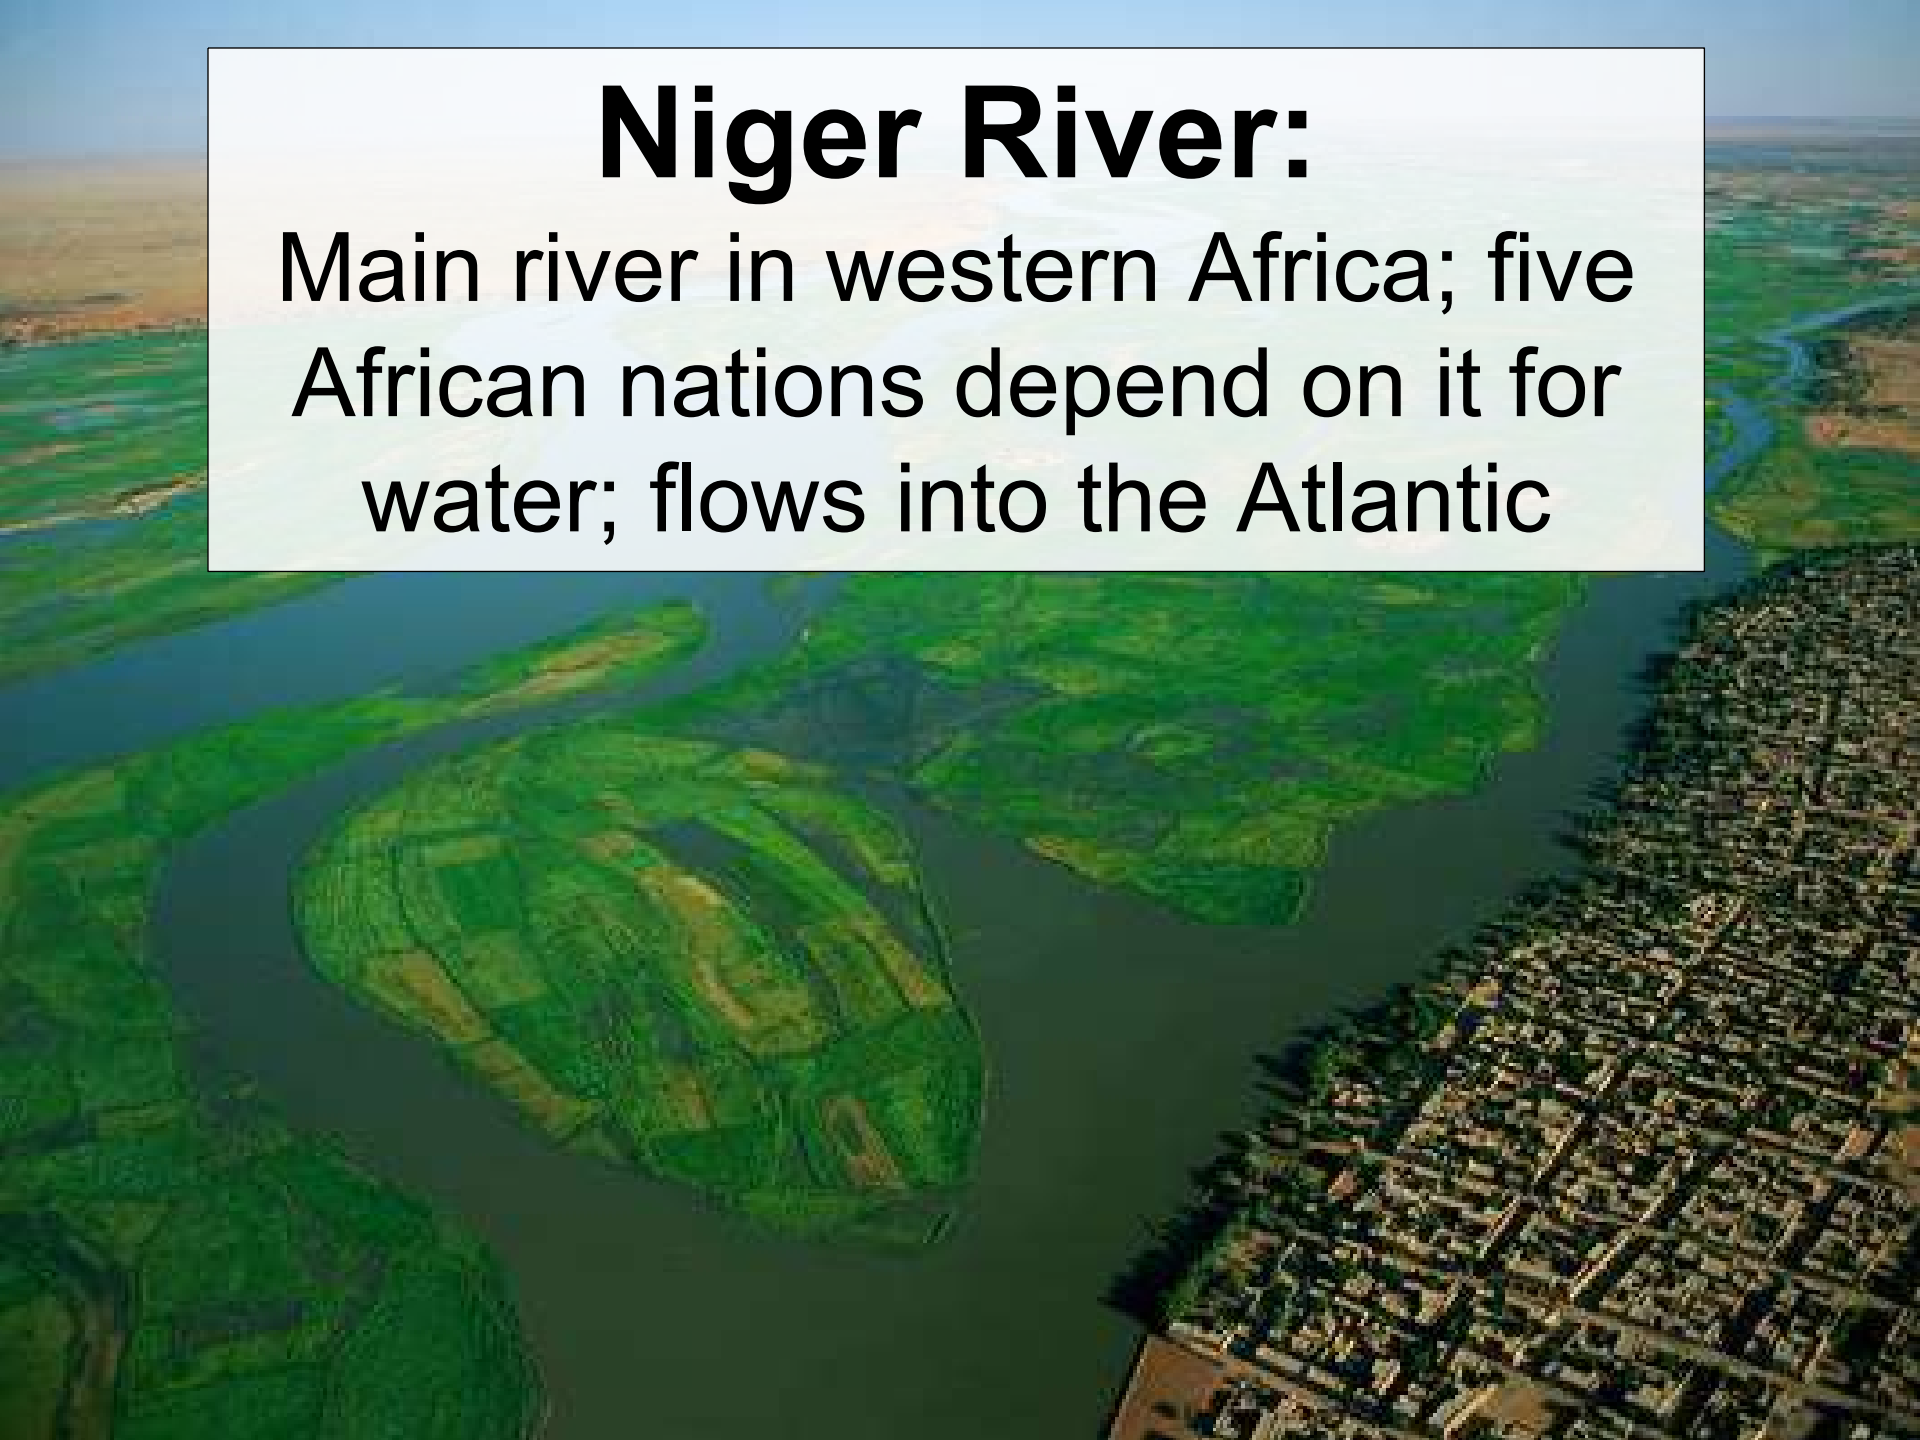 Niger River:
Main river in western Africa; five
African nations depend on it for
water; flows into the Atlantic